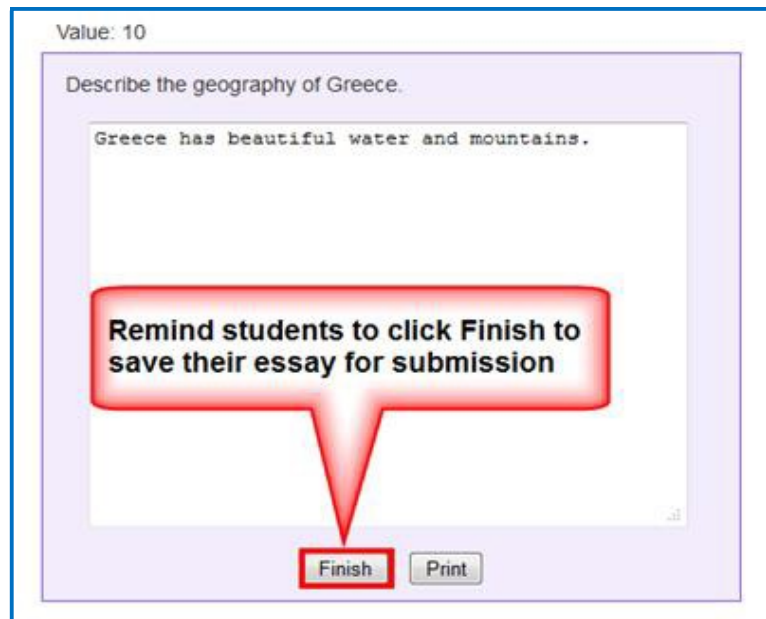 Value: 10
Describe the geography of Greece.
Greece has beautiful water and mountains.
Remind students to click Finish to
save their essay for submission
Finish Print